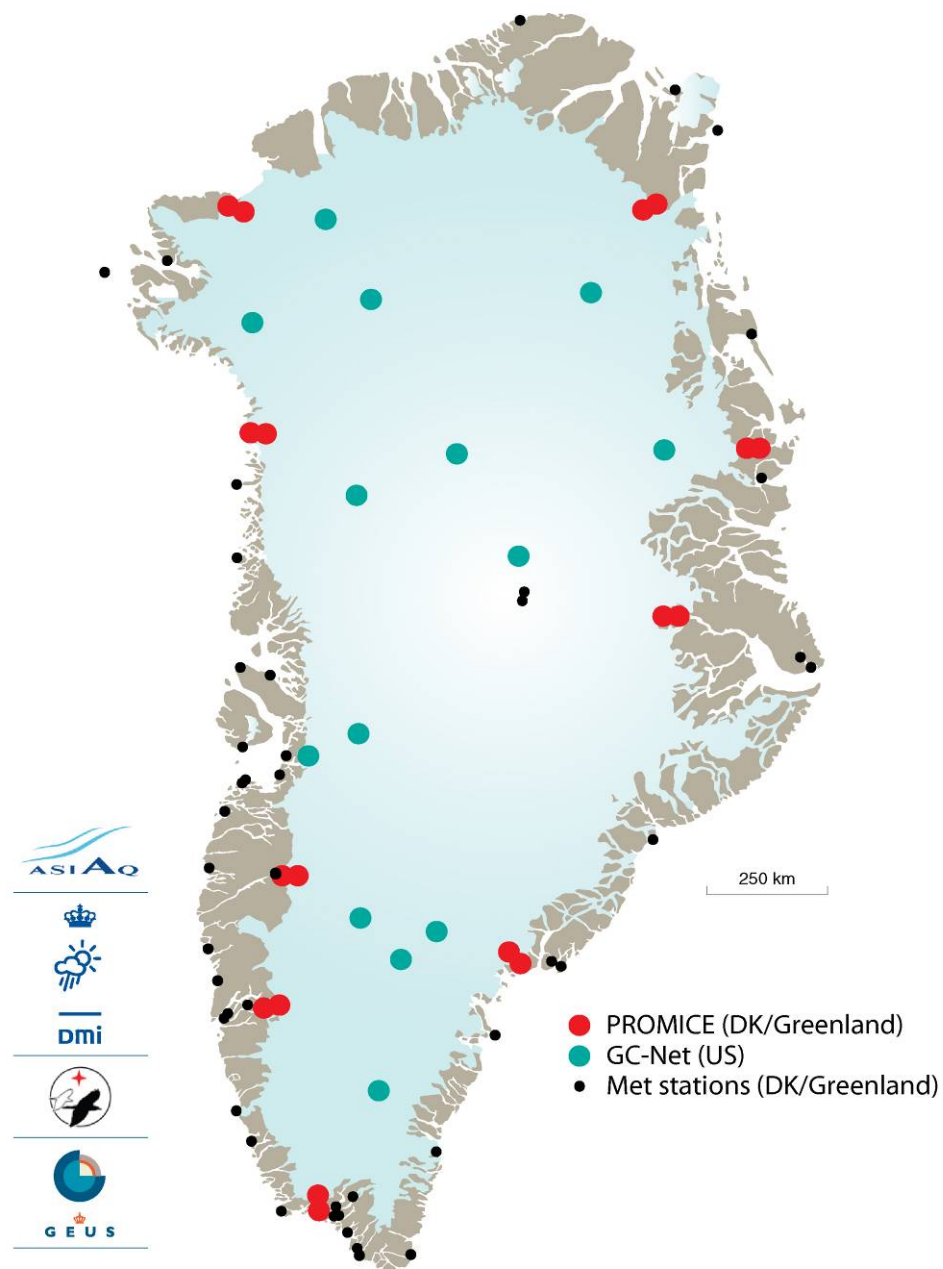 ASIAQ
DMi
GEUS
250 km
PROMICE (DK/Greenland)
GC-Net (US)
Met stations (DK/Greenland)